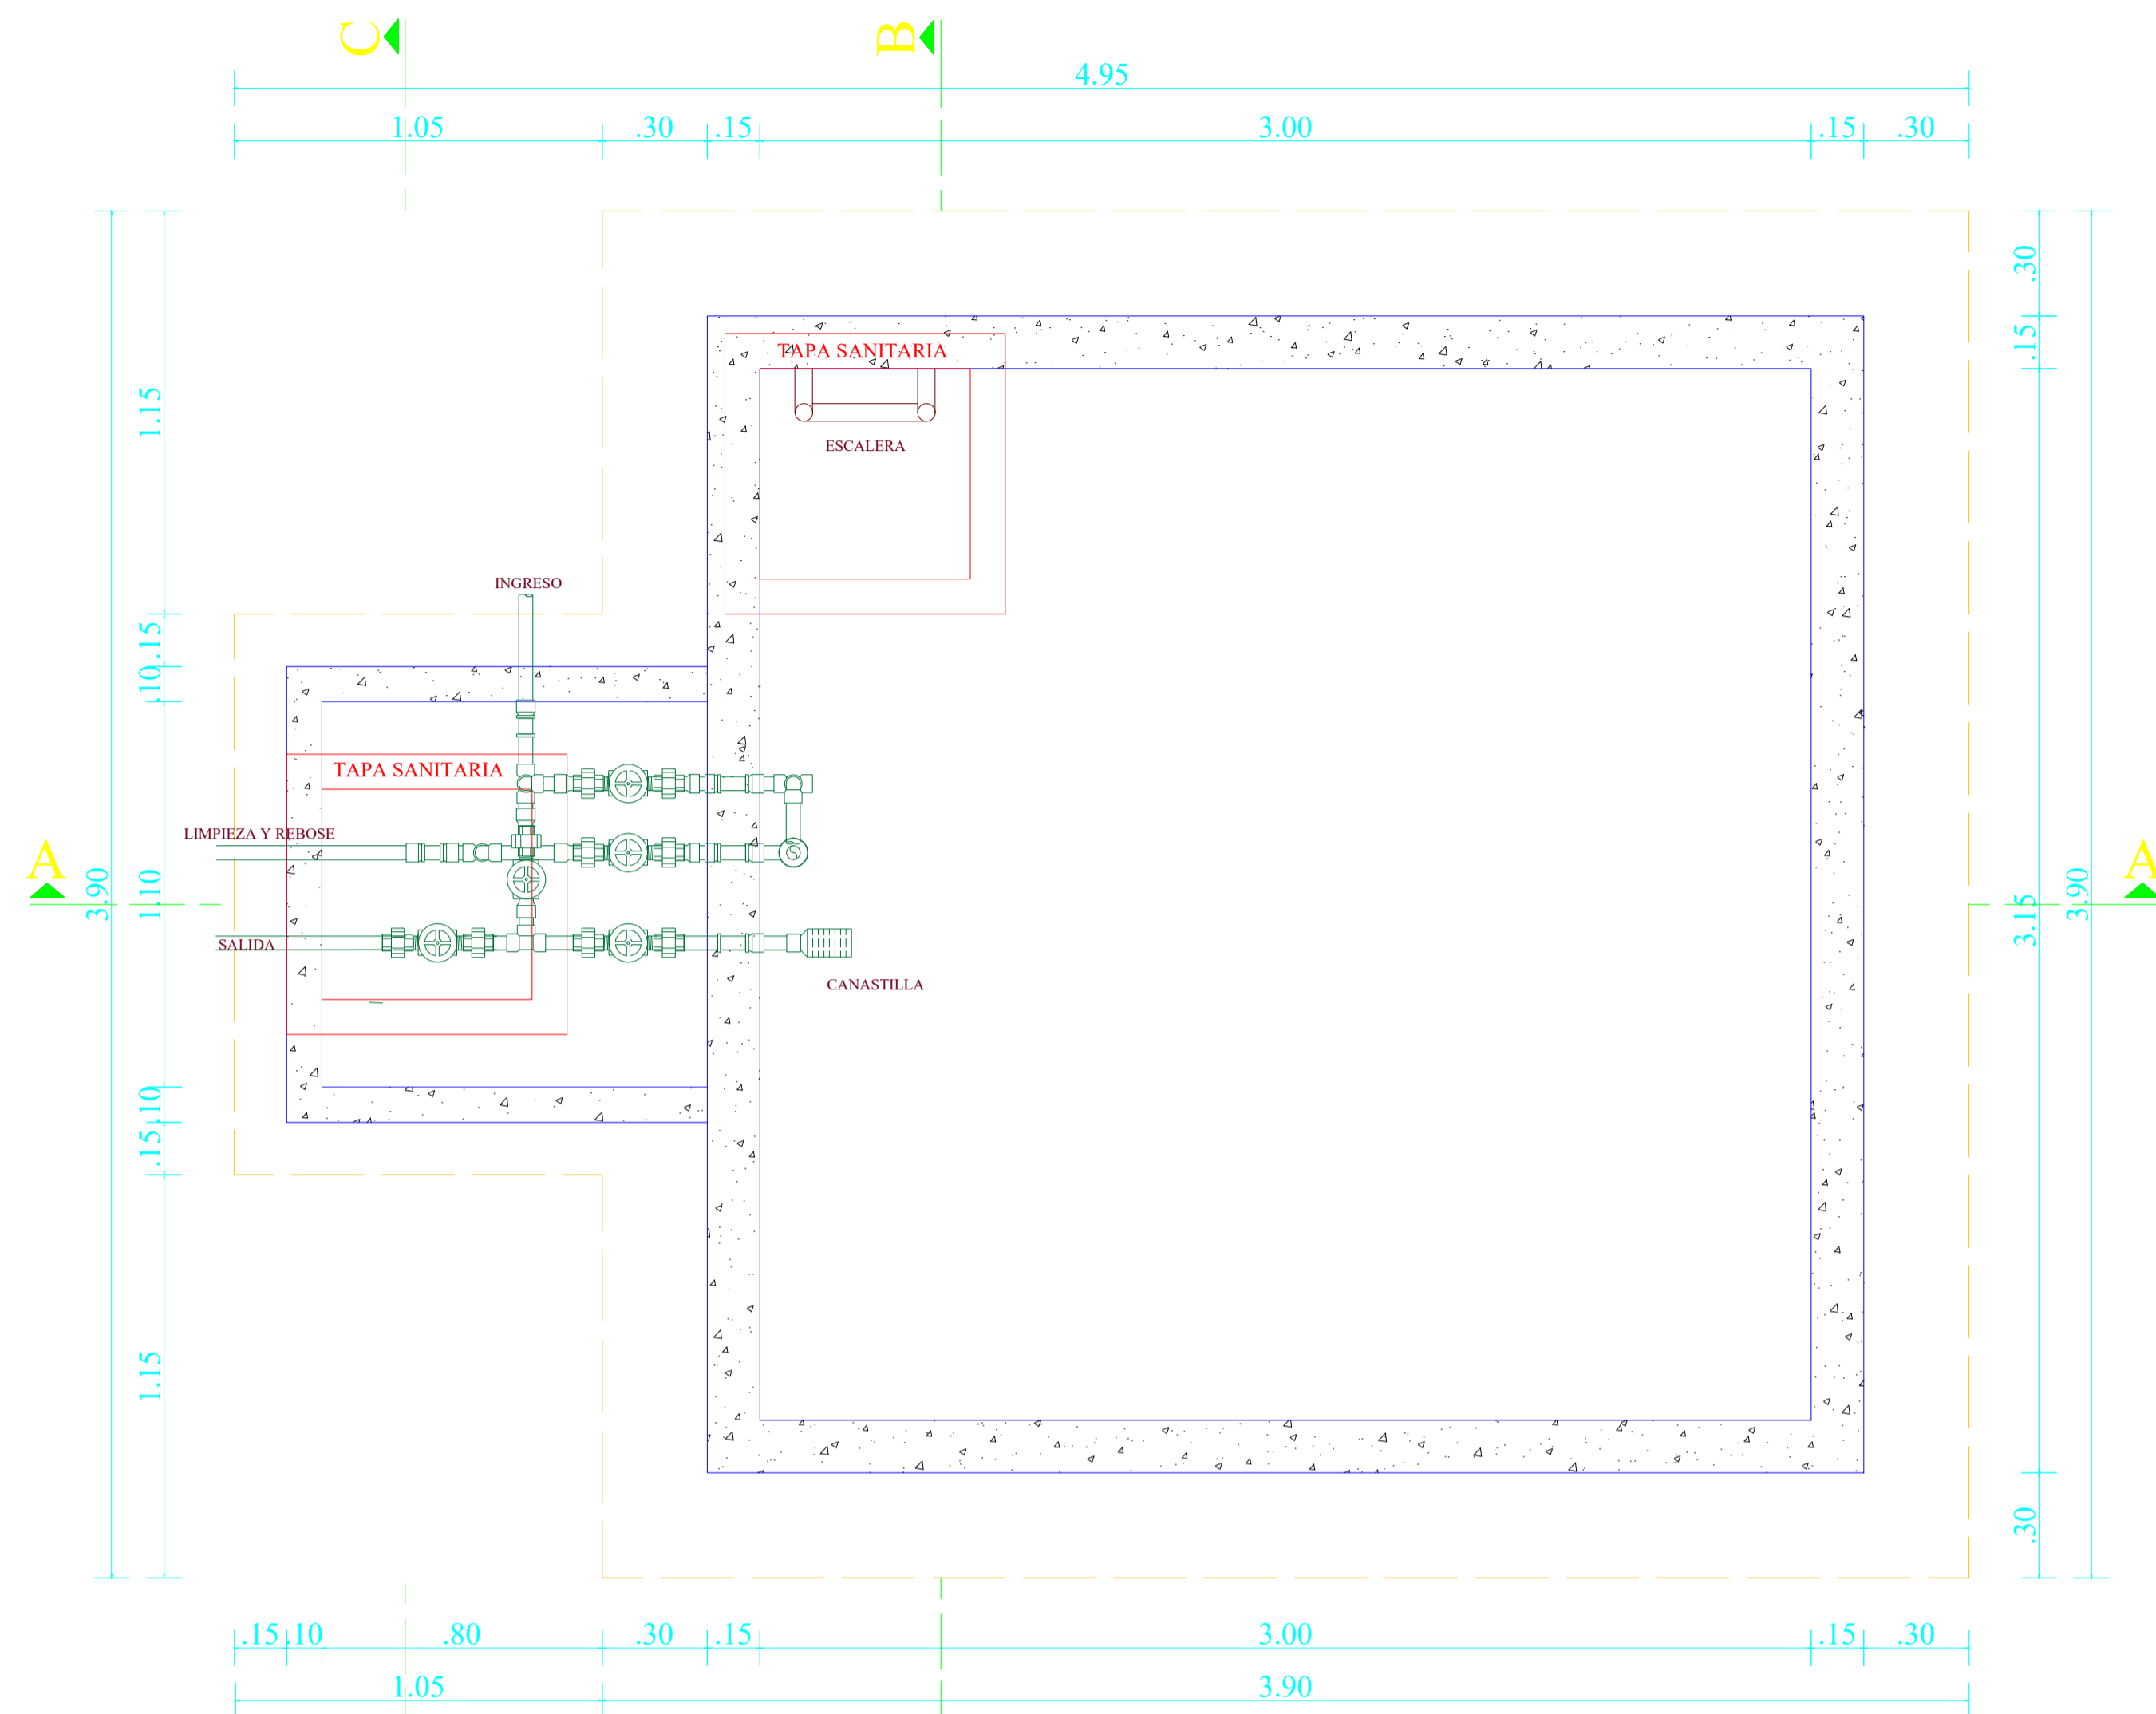 C
B
4.95
1.05
.30
.15
3.00
.15
.30
.30
.15
TAPA SANITARIA
1.15
ESCALERA
INGRESO
.15
.10
TAPA SANITARIA
LIMPIEZA Y REBOSE
A
A
3.90
1.10
3.15
3.90
SALIDA
CANASTILLA
.10
.15
1.15
.30
.15
.10
.80
.30
.15
3.00
.15
.30
1.05
3.90